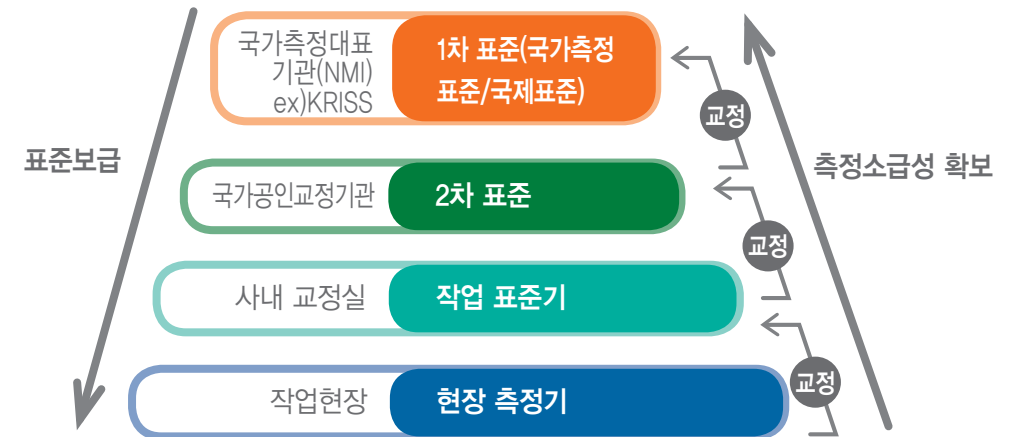 국가측정대표
기관(NMI)
ex)KRISS
1차 표준(국가측정
표준/국제표준)
교정
표준보급
측정소급성 확보
국가공인교정기관
2차 표준
교정
사내 교정실
작업 표준기
교정
작업현장
현장 측정기